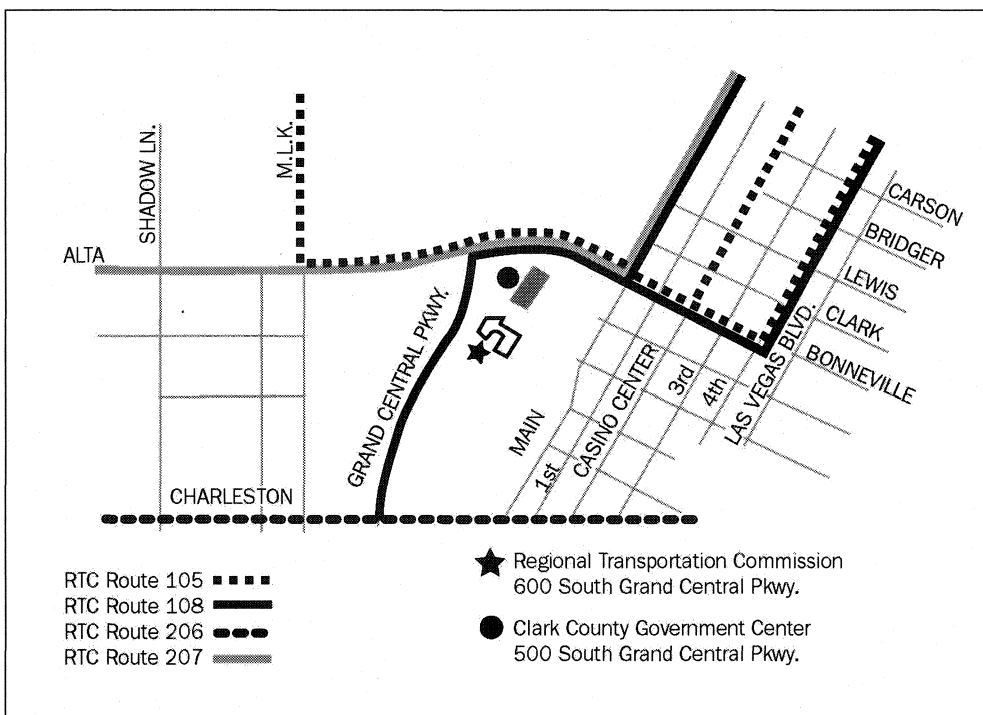 SHADOW LN.
M.L.K.
ALTA
CARSON
BRIDGER
LEWIS
CLARK
BONNEVILLE
GRAND CENTRAL PKWY.
MAIN
1st
CASINO CENTER
3rd
4th
LAS VEGAS BLVD.
CHARLESTON
RTC Route 105
RTC Route 108
RTC Route 206
RTC Route 207
Regional Transportation Commission
600 South Grand Central Pkwy.
Clark County Government Center
500 South Grand Central Pkwy.